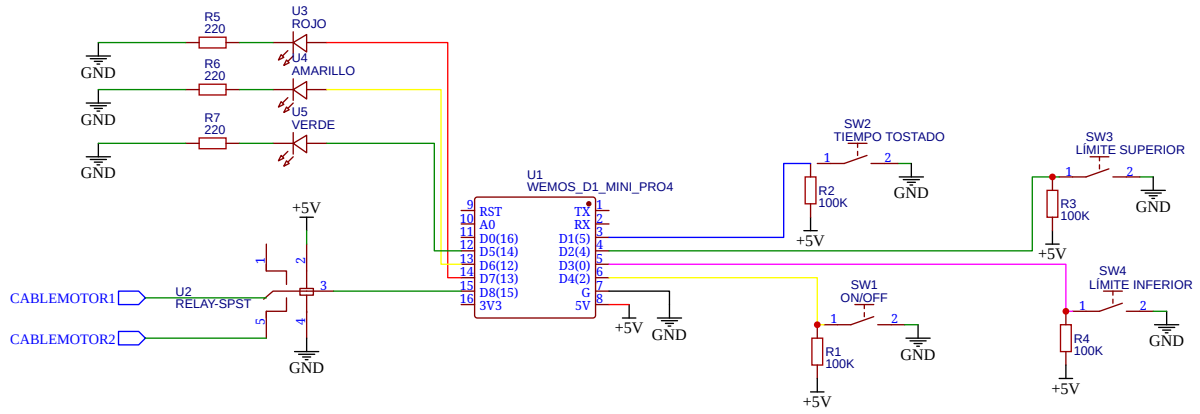 R5
220
U3
ROJO
GND
R6
220
U4
AMARILLO
GND
R7
220
U5
VERDE
GND
SW2
TIEMPO TOSTADO
1 2
GND
R2
100K
+5V
SW3
LÍMITE SUPERIOR
1 2
GND
R3
100K
+5V
U1
WEMOS_D1_MINI_PRO4
9 RST TX 1
10 A0 RX 2
11 D0(16) D1(5) 3
12 D5(14) D2(4) 4
13 D6(12) D3(0) 5
14 D7(13) D4(2) 6
15 D8(15) G 7
16 3V3 5V 8
+5V
GND
+5V
1
2
3
5
4
U2
RELAY-SPST
CABLEMOTOR1
CABLEMOTOR2
GND
SW1
ON/OFF
1 2
GND
R1
100K
+5V
SW4
LÍMITE INFERIOR
1 2
GND
R4
100K
+5V